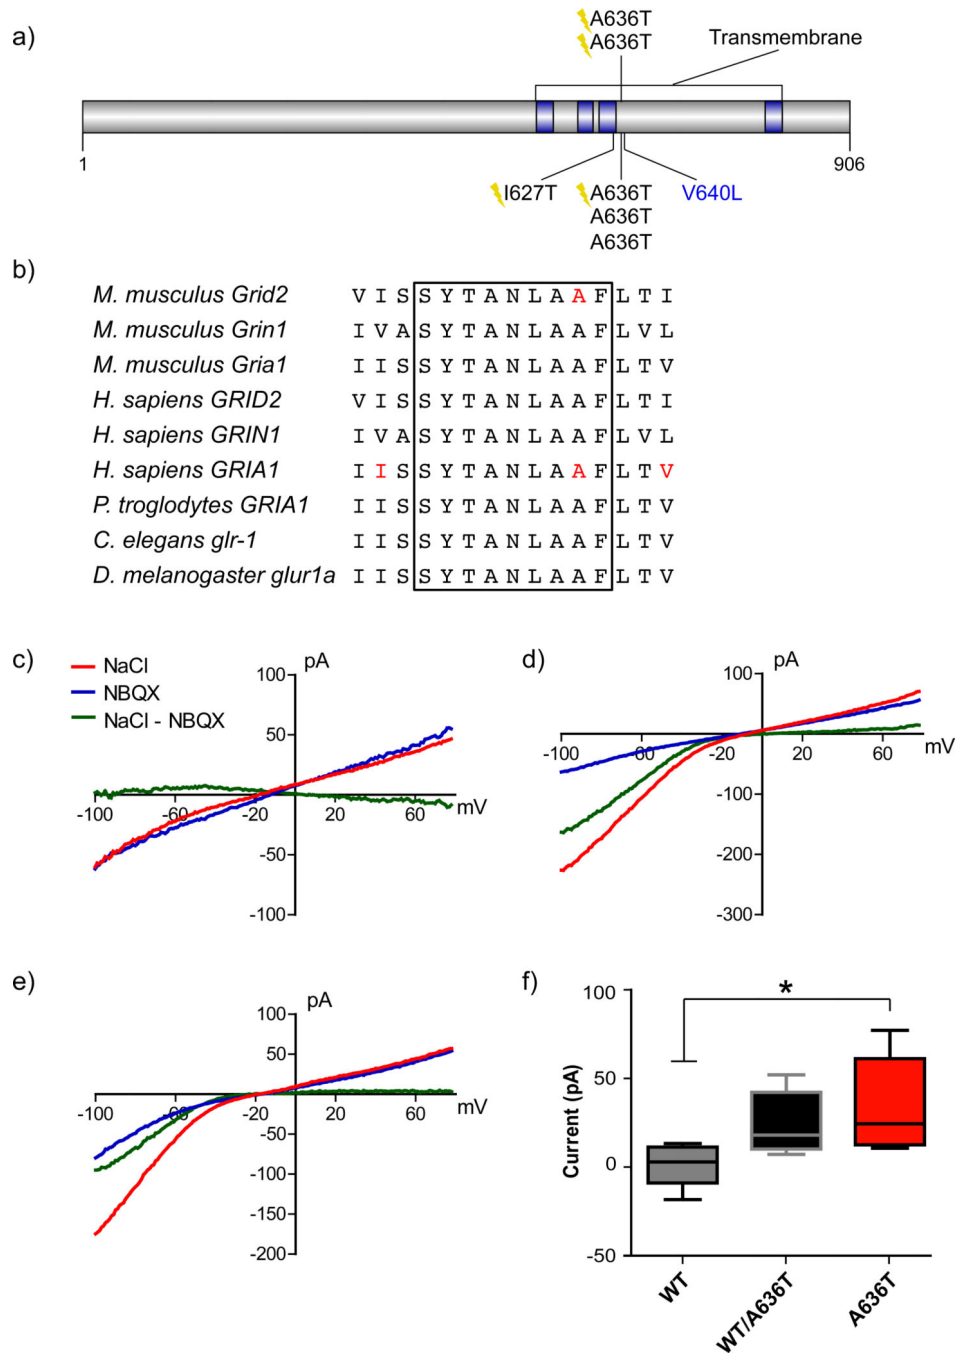 a)
A636T
A636T
Transmembrane
1
906
I627T
A636T
V640L
A636T
A636T
b)
M. musculus Grid2 V I S S Y T A N L A A F L T I
M. musculus Grin1 I V A S Y T A N L A A F L V L
M. musculus Gria1 I I S S Y T A N L A A F L T V
H. sapiens GRID2 V I S S Y T A N L A A F L T I
H. sapiens GRIN1 I V A S Y T A N L A A F L V L
H. sapiens GRIA1 I I S S Y T A N L A A F L T V
P. troglodytes GRIA1 I I S S Y T A N L A A F L T V
C. elegans glr-1 I I S S Y T A N L A A F L T V
D. melanogaster glur1a I I S S Y T A N L A A F L T V
c)
NaCl
NBQX
NaCl - NBQX
pA
100
50
-100 -60 -20 20 60 mV
-50
-100
d)
pA
100
-100 -60 -20 20 60 mV
-100
-200
-300
e)
pA
100
50
-100 -60 -20 20 60 mV
-50
-100
-150
-200
f)
*
Current (pA)
100
50
0
-50
WT
WT/A636T
A636T